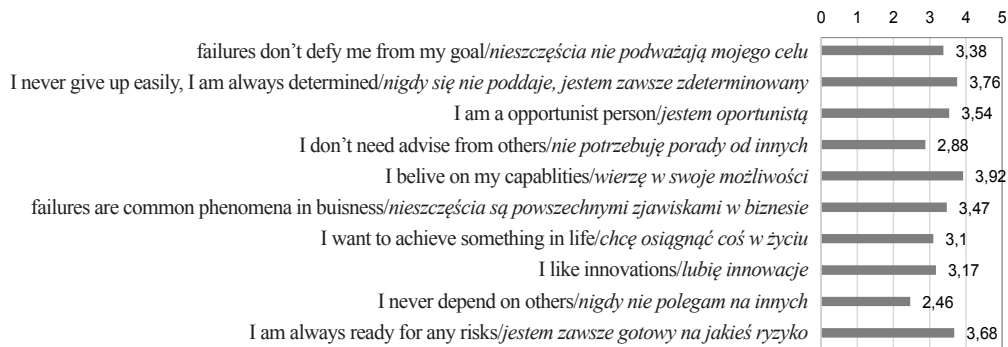 0 1 2 3 4 5
failures don't defy me from my goal/nieszczęścia nie podważają mojego celu 3,38
I never give up easily, I am always determined/nigdy się nie poddaje, jestem zawsze zdeterminowany 3,76
I am a opportunist person/jestem oportunistą 3,54
I don't need advise from others/nie potrzebuję porady od innych 2,88
I belive on my capablities/wierzę w swoje możliwości 3,92
failures are common phenomena in buisness/nieszczęścia są powszechnymi zjawiskami w biznesie 3,47
I want to achieve something in life/chcę osiągnąć coś w życiu 3,1
I like innovations/lubię innowacje 3,17
I never depend on others/nigdy nie polegam na innych 2,46
I am always ready for any risks/jestem zawsze gotowy na jakieś ryzyko 3,68